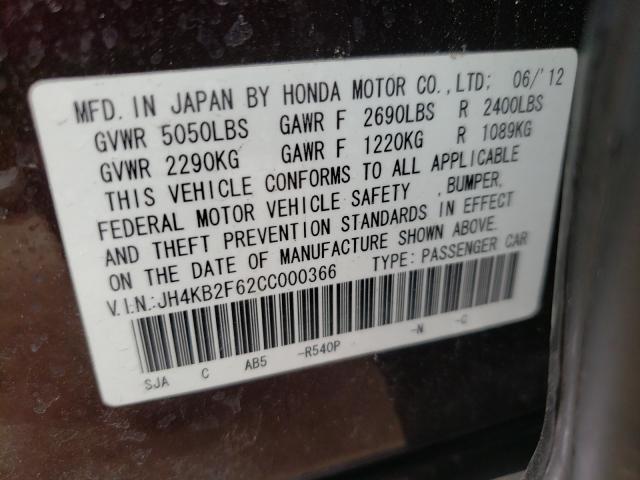 MFD. IN JAPAN BY HONDA MOTOR CO.,LTD; 06/'12
GVWR 5050LBS GAWR F 2690LBS R 2400LBS
GVWR 2290KG GAWR F 1220KG R 1089KG
THIS VEHICLE CONFORMS TO ALL APPLICABLE
FEDERAL MOTOR VEHICLE SAFETY ,BUMPER,
AND THEFT PREVENTION STANDARDS IN EFFECT
ON THE DATE OF MANUFACTURE SHOWN ABOVE.
V.I.N.:JH4KB2F62CC000366 TYPE: PASSENGER CAR
SJA C AB5 -R540P -N -C